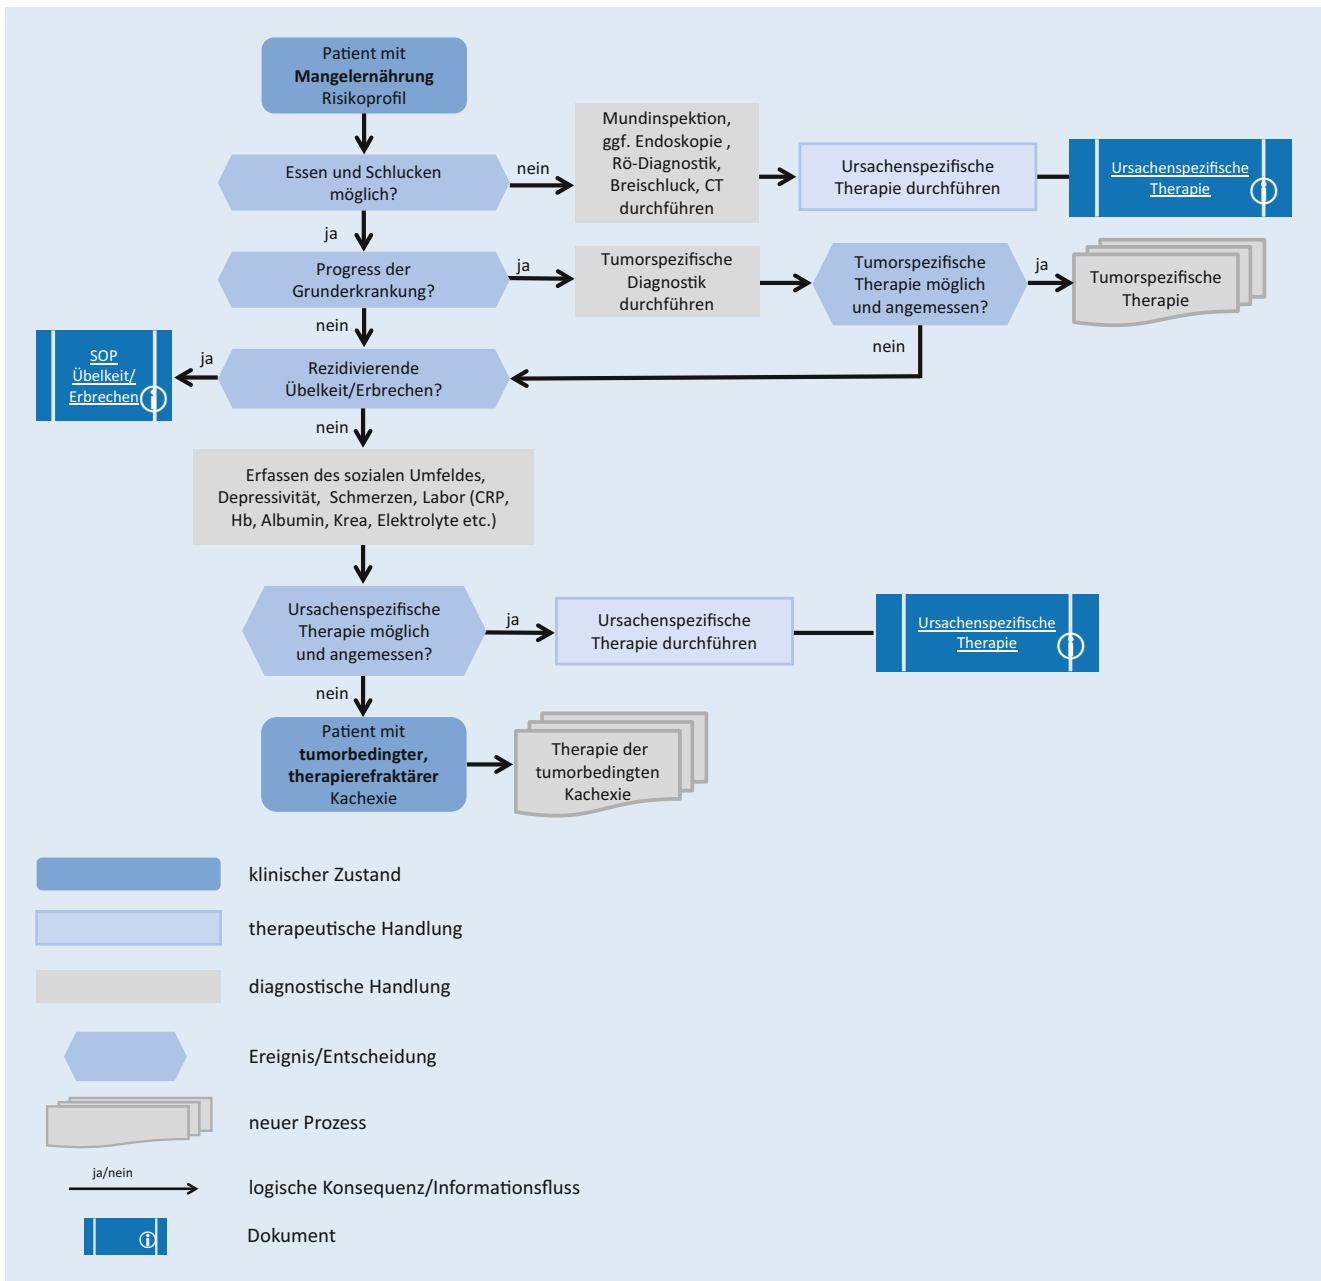 Patient mit
Mangelernährung
Risikoprofil
Essen und Schlucken
möglich?
nein
Mundinspektion,
ggf. Endoskopie ,
Rö-Diagnostik,
Breischluck, CT
durchführen
Ursachenspezifische
Therapie durchführen
Ursachenspezifische
Therapie
ja
Progress der
Grunderkrankung?
ja
Tumorspezifische
Diagnostik
durchführen
Tumorspezifische
Therapie möglich
und angemessen?
ja
Tumorspezifische
Therapie
nein
nein
SOP
Übelkeit/
Erbrechen
ja
Rezidivierende
Übelkeit/Erbrechen?
nein
Erfassen des sozialen Umfeldes,
Depressivität, Schmerzen, Labor (CRP,
Hb, Albumin, Krea, Elektrolyte etc.)
Ursachenspezifische
Therapie möglich
und angemessen?
ja
Ursachenspezifische
Therapie durchführen
Ursachenspezifische
Therapie
nein
Patient mit
tumorbedingter,
therapierefraktärer
Kachexie
Therapie der
tumorbedingten
Kachexie
klinischer Zustand
therapeutische Handlung
diagnostische Handlung
Ereignis/Entscheidung
neuer Prozess
ja/nein
logische Konsequenz/Informationsfluss
Dokument